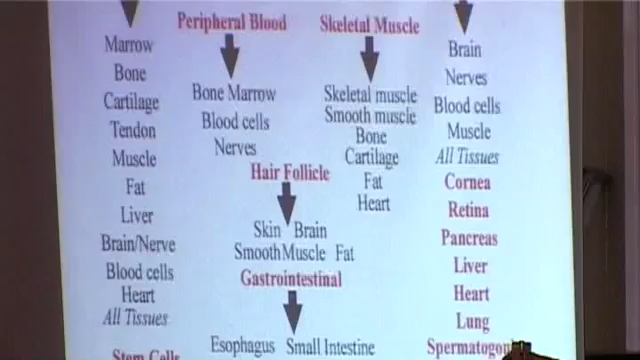 Marrow
Bone
Cartilage
Tendon
Muscle
Fat
Liver
Brain/Nerve
Blood cells
Heart
All Tissues
Stem Cells
Peripheral Blood
Bone Marrow
Blood cells
Nerves
Hair Follicle
Skin Brain
Smooth Muscle Fat
Gastrointestinal
Esophagus Small Intestine
Skeletal Muscle
Skeletal muscle
Smooth muscle
Bone
Cartilage
Fat
Heart
Brain
Nerves
Blood cells
Muscle
All Tissues
Cornea
Retina
Pancreas
Liver
Heart
Lung